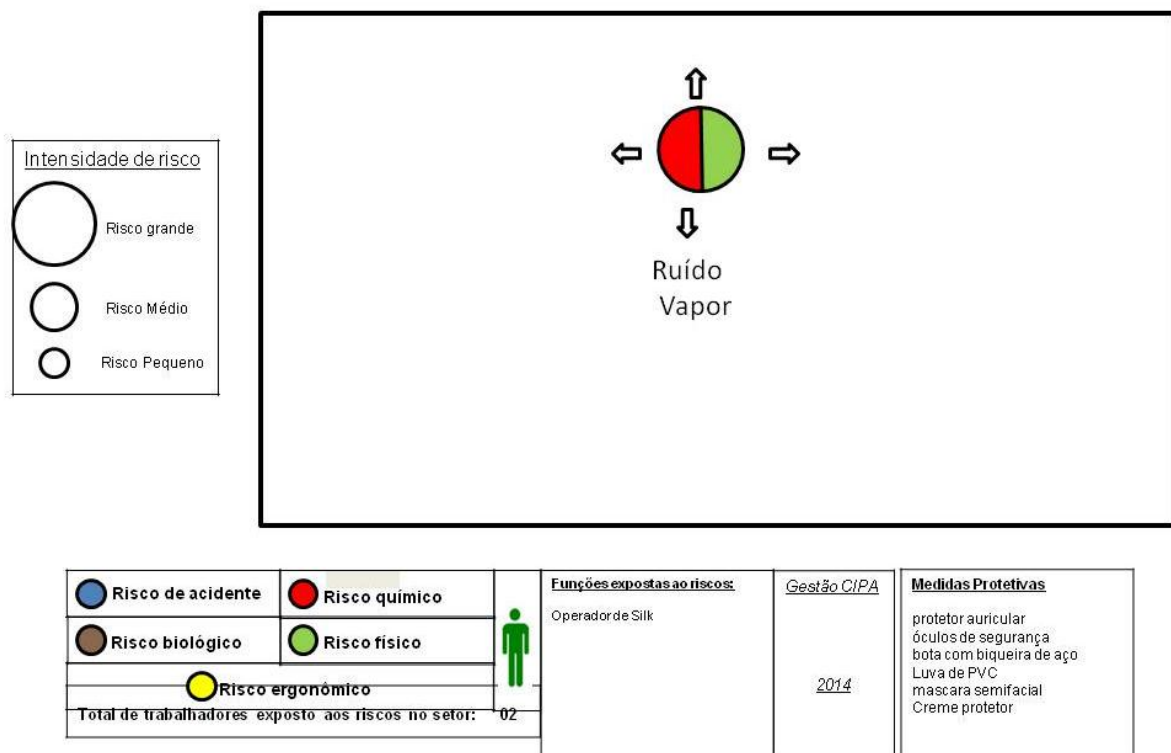 Ruído
Vapor
Intensidade de risco
Risco grande
Risco Médio
Risco Pequeno
Risco de acidente
Risco químico
Risco biológico
Risco físico
Risco ergonômico
Total de trabalhadores exposto aos riscos no setor: 02
Funções expostas ao riscos:
Operador de Silk
Gestão CIPA
2014
Medidas Protetivas
protetor auricular
óculos de segurança
bota com biqueira de aço
Luva de PVC
mascara semifacial
Creme protetor